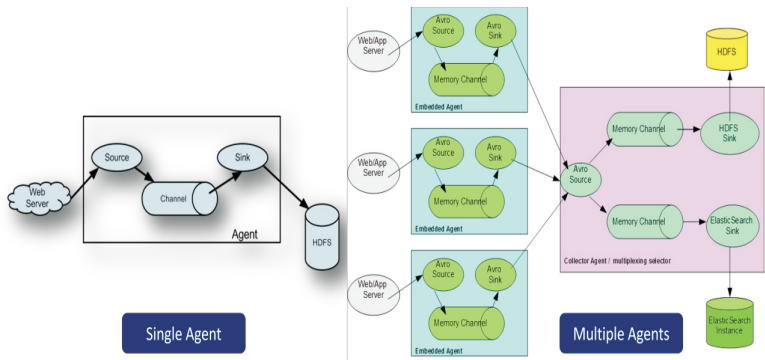 Web
Server
Source
Channel
Sink
Agent
HDFS
Single Agent
Web/App
Server
Avro
Source
Avro
Sink
Memory Channel
Embedded Agent
Web/App
Server
Avro
Source
Avro
Sink
Memory Channel
Embedded Agent
Web/App
Server
Avro
Source
Avro
Sink
Memory Channel
Embedded Agent
Avro
Source
Memory Channel
HDFS
Sink
HDFS
Memory Channel
ElasticSearch
Sink
Collector Agent / multiplexing selector
ElasticSearch
Instance
Multiple Agents